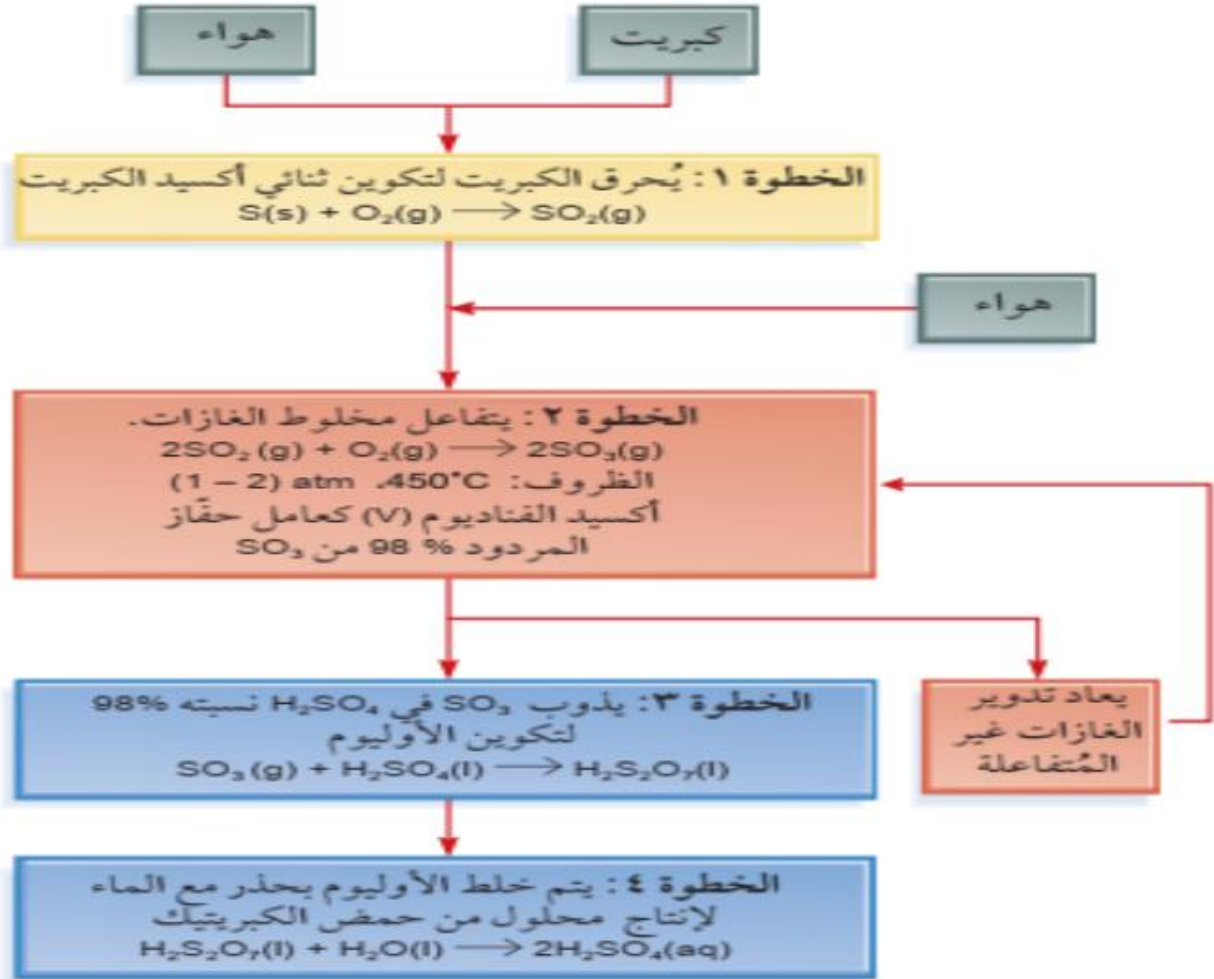 كبريت
هواء
الخطوة ١: يُحرق الكبريت لتكوين ثنائي أكسيد الكبريت
S(s) + O₂(g) ⟶ SO₂(g)
هواء
الخطوة ٢: يتفاعل مخلوط الغازات.
2SO₂ (g) + O₂(g) ⟶ 2SO₃(g)
الظروف: 450°C، (1 – 2) atm
أكسيد الفناديوم (V) كعامل حفّاز
المردود % 98 من SO₃
الخطوة ٣: يذوب SO₃ في H₂SO₄ نسبته %98
لتكوين الأوليوم
SO₃ (g) + H₂SO₄(l) ⟶ H₂S₂O₇(l)
يعاد تدوير
الغازات غير
المُتفاعلة
الخطوة ٤: يتم خلط الأوليوم بحذر مع الماء
لإنتاج محلول من حمض الكبريتيك
H₂S₂O₇(l) + H₂O(l) ⟶ 2H₂SO₄(aq)